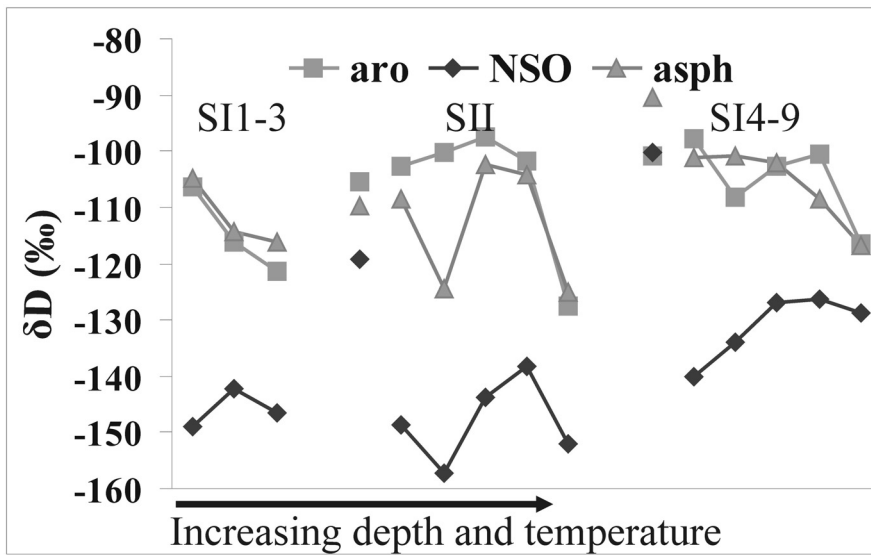 -80
aro NSO asph
-90
SI1-3 SII SI4-9
-100
-110
δD (‰)
-120
-130
-140
-150
-160
Increasing depth and temperature